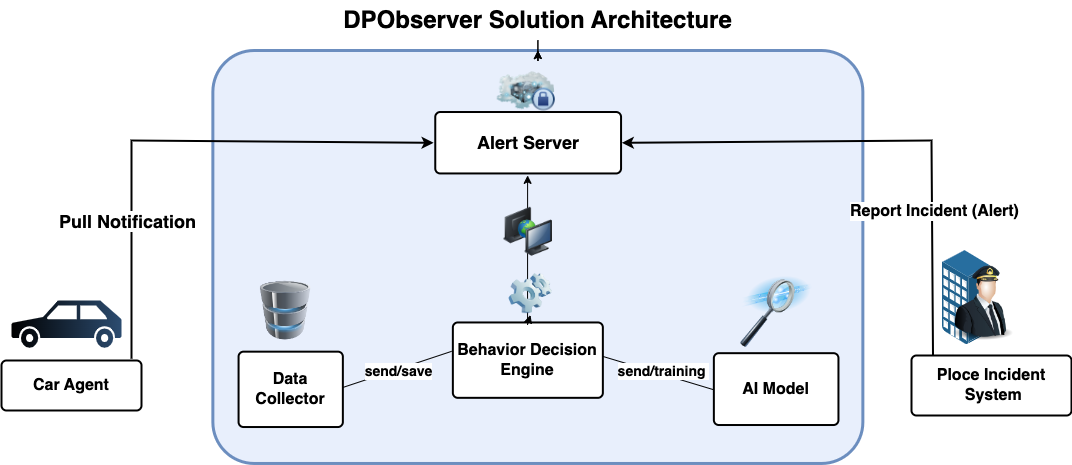 DPObserver Solution Architecture
Alert Server
Pull Notification
Report Incident (Alert)
Car Agent
Data
Collector
send/save
Behavior Decision
Engine
send/training
AI Model
Ploce Incident
System